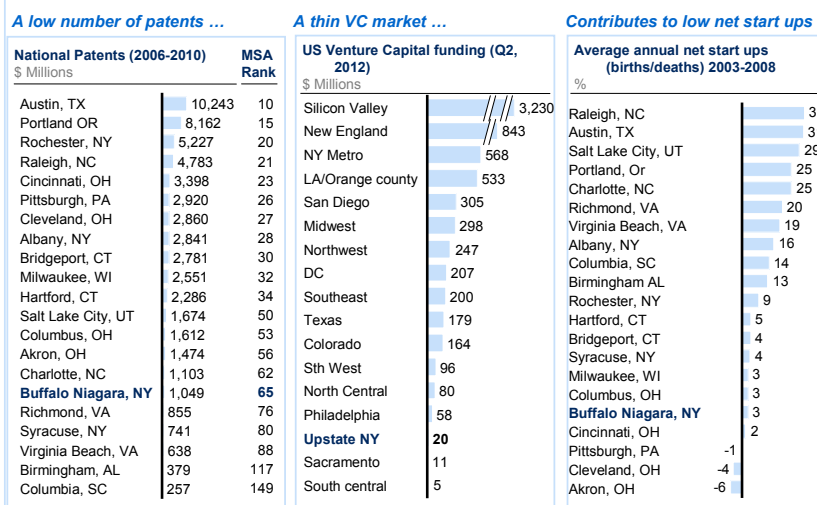 A low number of patents …
National Patents (2006-2010) MSA
$ Millions Rank
Austin, TX 10,243 10
Portland OR 8,162 15
Rochester, NY 5,227 20
Raleigh, NC 4,783 21
Cincinnati, OH 3,398 23
Pittsburgh, PA 2,920 26
Cleveland, OH 2,860 27
Albany, NY 2,841 28
Bridgeport, CT 2,781 30
Milwaukee, WI 2,551 32
Hartford, CT 2,286 34
Salt Lake City, UT 1,674 50
Columbus, OH 1,612 53
Akron, OH 1,474 56
Charlotte, NC 1,103 62
Buffalo Niagara, NY 1,049 65
Richmond, VA 855 76
Syracuse, NY 741 80
Virginia Beach, VA 638 88
Birmingham, AL 379 117
Columbia, SC 257 149
A thin VC market …
US Venture Capital funding (Q2,
2012)
$ Millions
Silicon Valley 3,230
New England 843
NY Metro 568
LA/Orange county 533
San Diego 305
Midwest 298
Northwest 247
DC 207
Southeast 200
Texas 179
Colorado 164
Sth West 96
North Central 80
Philadelphia 58
Upstate NY 20
Sacramento 11
South central 5
Contributes to low net start ups
Average annual net start ups
(births/deaths) 2003-2008
%
Raleigh, NC 3
Austin, TX 3
Salt Lake City, UT 29
Portland, Or 25
Charlotte, NC 25
Richmond, VA 20
Virginia Beach, VA 19
Albany, NY 16
Columbia, SC 14
Birmingham AL 13
Rochester, NY 9
Hartford, CT 5
Bridgeport, CT 4
Syracuse, NY 4
Milwaukee, WI 3
Columbus, OH 3
Buffalo Niagara, NY 3
Cincinnati, OH 2
Pittsburgh, PA -1
Cleveland, OH -4
Akron, OH -6